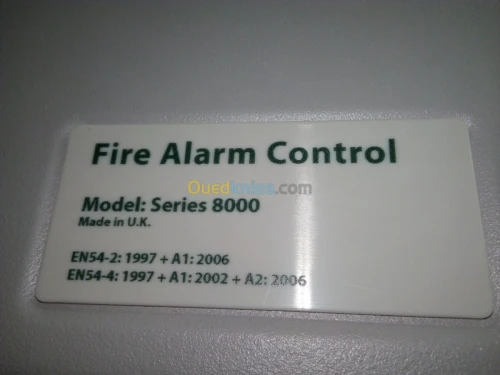 Fire Alarm Control
Ouedkniss.com
Model: Series 8000
Made in U.K.
EN54-2: 1997 + A1: 2006
EN54-4: 1997 + A1: 2002 + A2: 2006